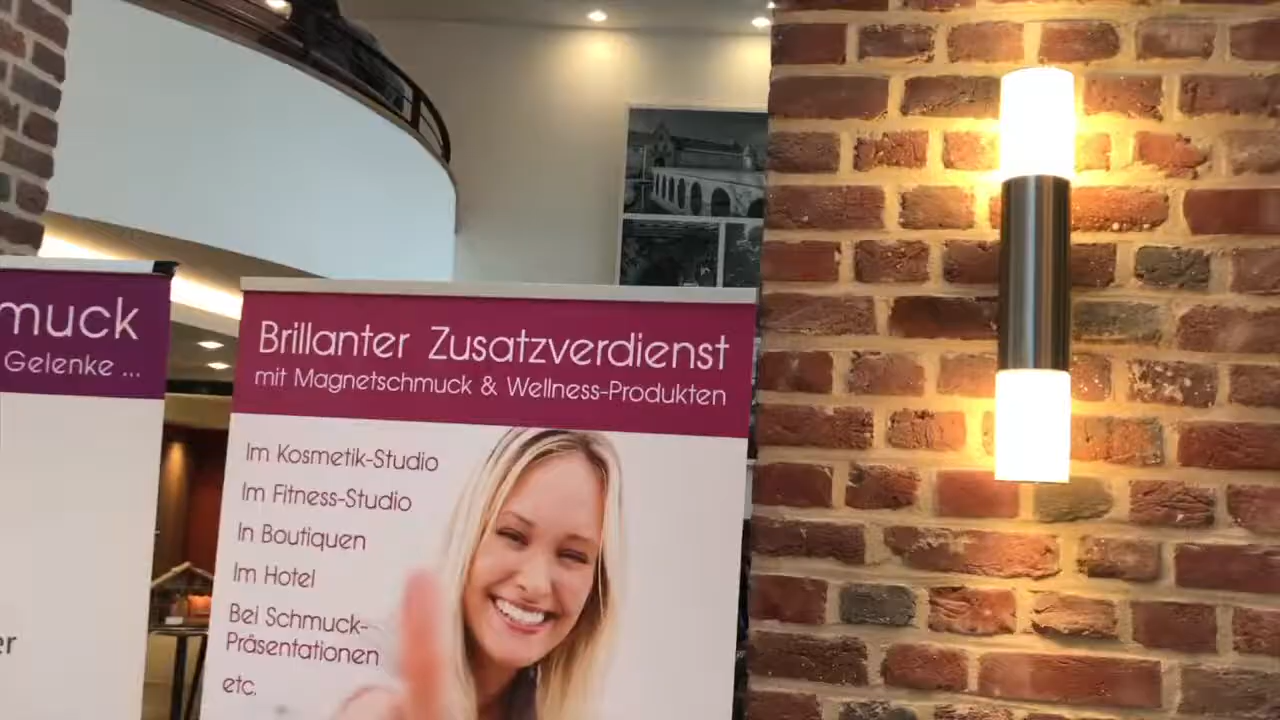 muck
Gelenke ...
er
Brillanter Zusatzverdienst
mit Magnetschmuck & Wellness-Produkten
Im Kosmetik-Studio
Im Fitness-Studio
In Boutiquen
Im Hotel
Bei Schmuck-
Präsentationen
etc.